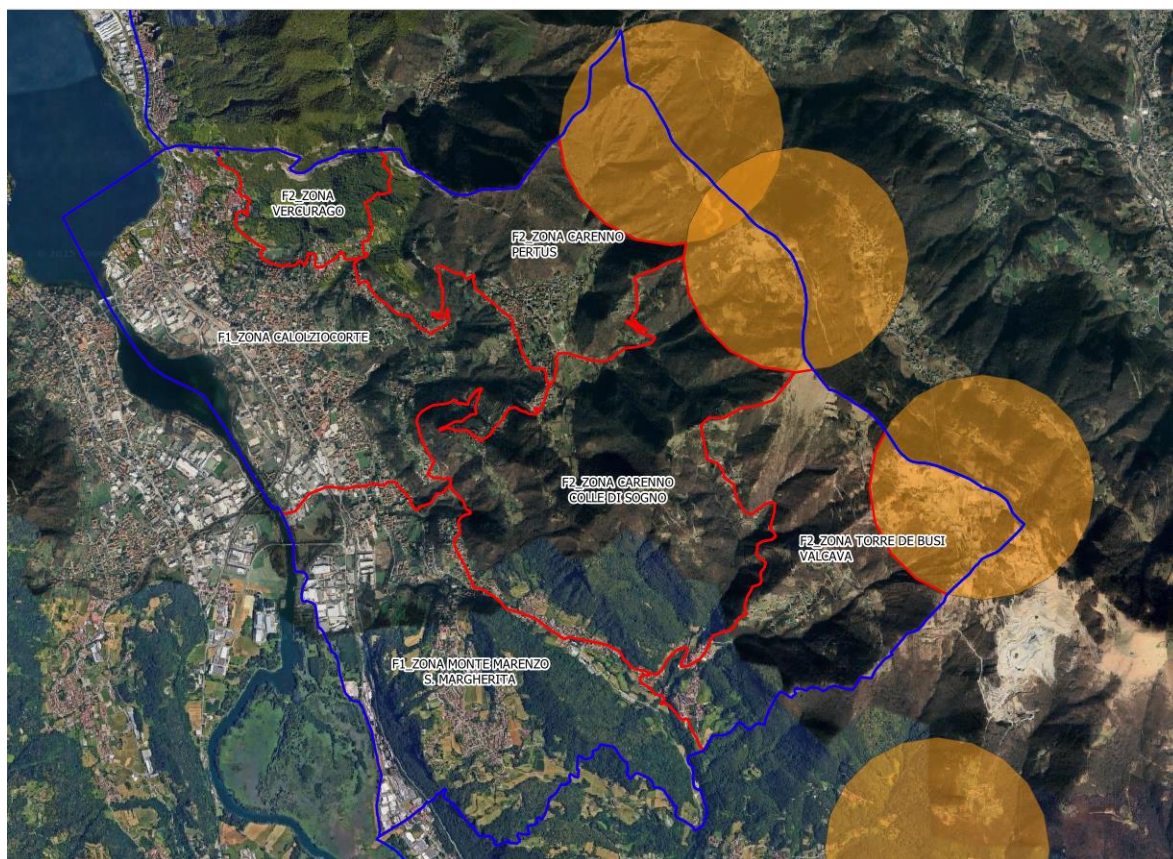 F2_ZONA
VERCURAGO
F2_ZONA CARENNO
PERTUS
F1_ZONA CALOLZIOCORTE
F2_ZONA CARENNO
COLLE DI SOGNO
F2_ZONA TORRE DE BUSI
VALCAVA
F1_ZONA MONTE MARENZO
S. MARGHERITA